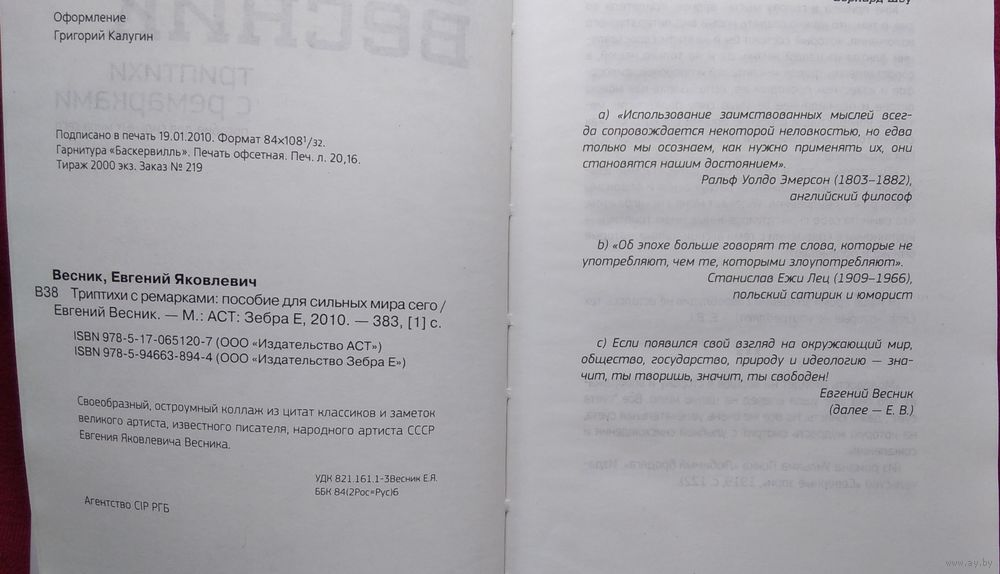 Оформление
Григорий Калугин
Подписано в печать 19.01.2010. Формат 84×108¹/₃₂.
Гарнитура «Баскервилль». Печать офсетная. Печ. л. 20,16.
Тираж 2000 экз. Заказ № 219
Весник, Евгений Яковлевич
В38 Триптихи с ремарками: пособие для сильных мира сего /
Евгений Весник. — М.: АСТ: Зебра Е, 2010. — 383, [1] с.
ISBN 978-5-17-065120-7 (ООО «Издательство АСТ»)
ISBN 978-5-94663-894-4 (ООО «Издательство Зебра Е»)
Своеобразный, остроумный коллаж из цитат классиков и заметок
великого артиста, известного писателя, народного артиста СССР
Евгения Яковлевича Весника.
УДК 821.161.1-3Весник Е.Я.
ББК 84(2Рос=Рус)6
Агентство CIP РГБ
Бернард Шоу
a) «Использование заимствованных мыслей всег-
да сопровождается некоторой неловкостью, но едва
только мы осознаем, как нужно применять их, они
становятся нашим достоянием».
Ральф Уолдо Эмерсон (1803–1882),
английский философ
b) «Об эпохе больше говорят те слова, которые не
употребляют, чем те, которыми злоупотребляют».
Станислав Ежи Лец (1909–1966),
польский сатирик и юморист
c) Если появился свой взгляд на окружающий мир,
общество, государство, природу и идеологию — зна-
чит, ты творишь, значит, ты свободен!
Евгений Весник
(далее — Е. В.)
www.ay.by